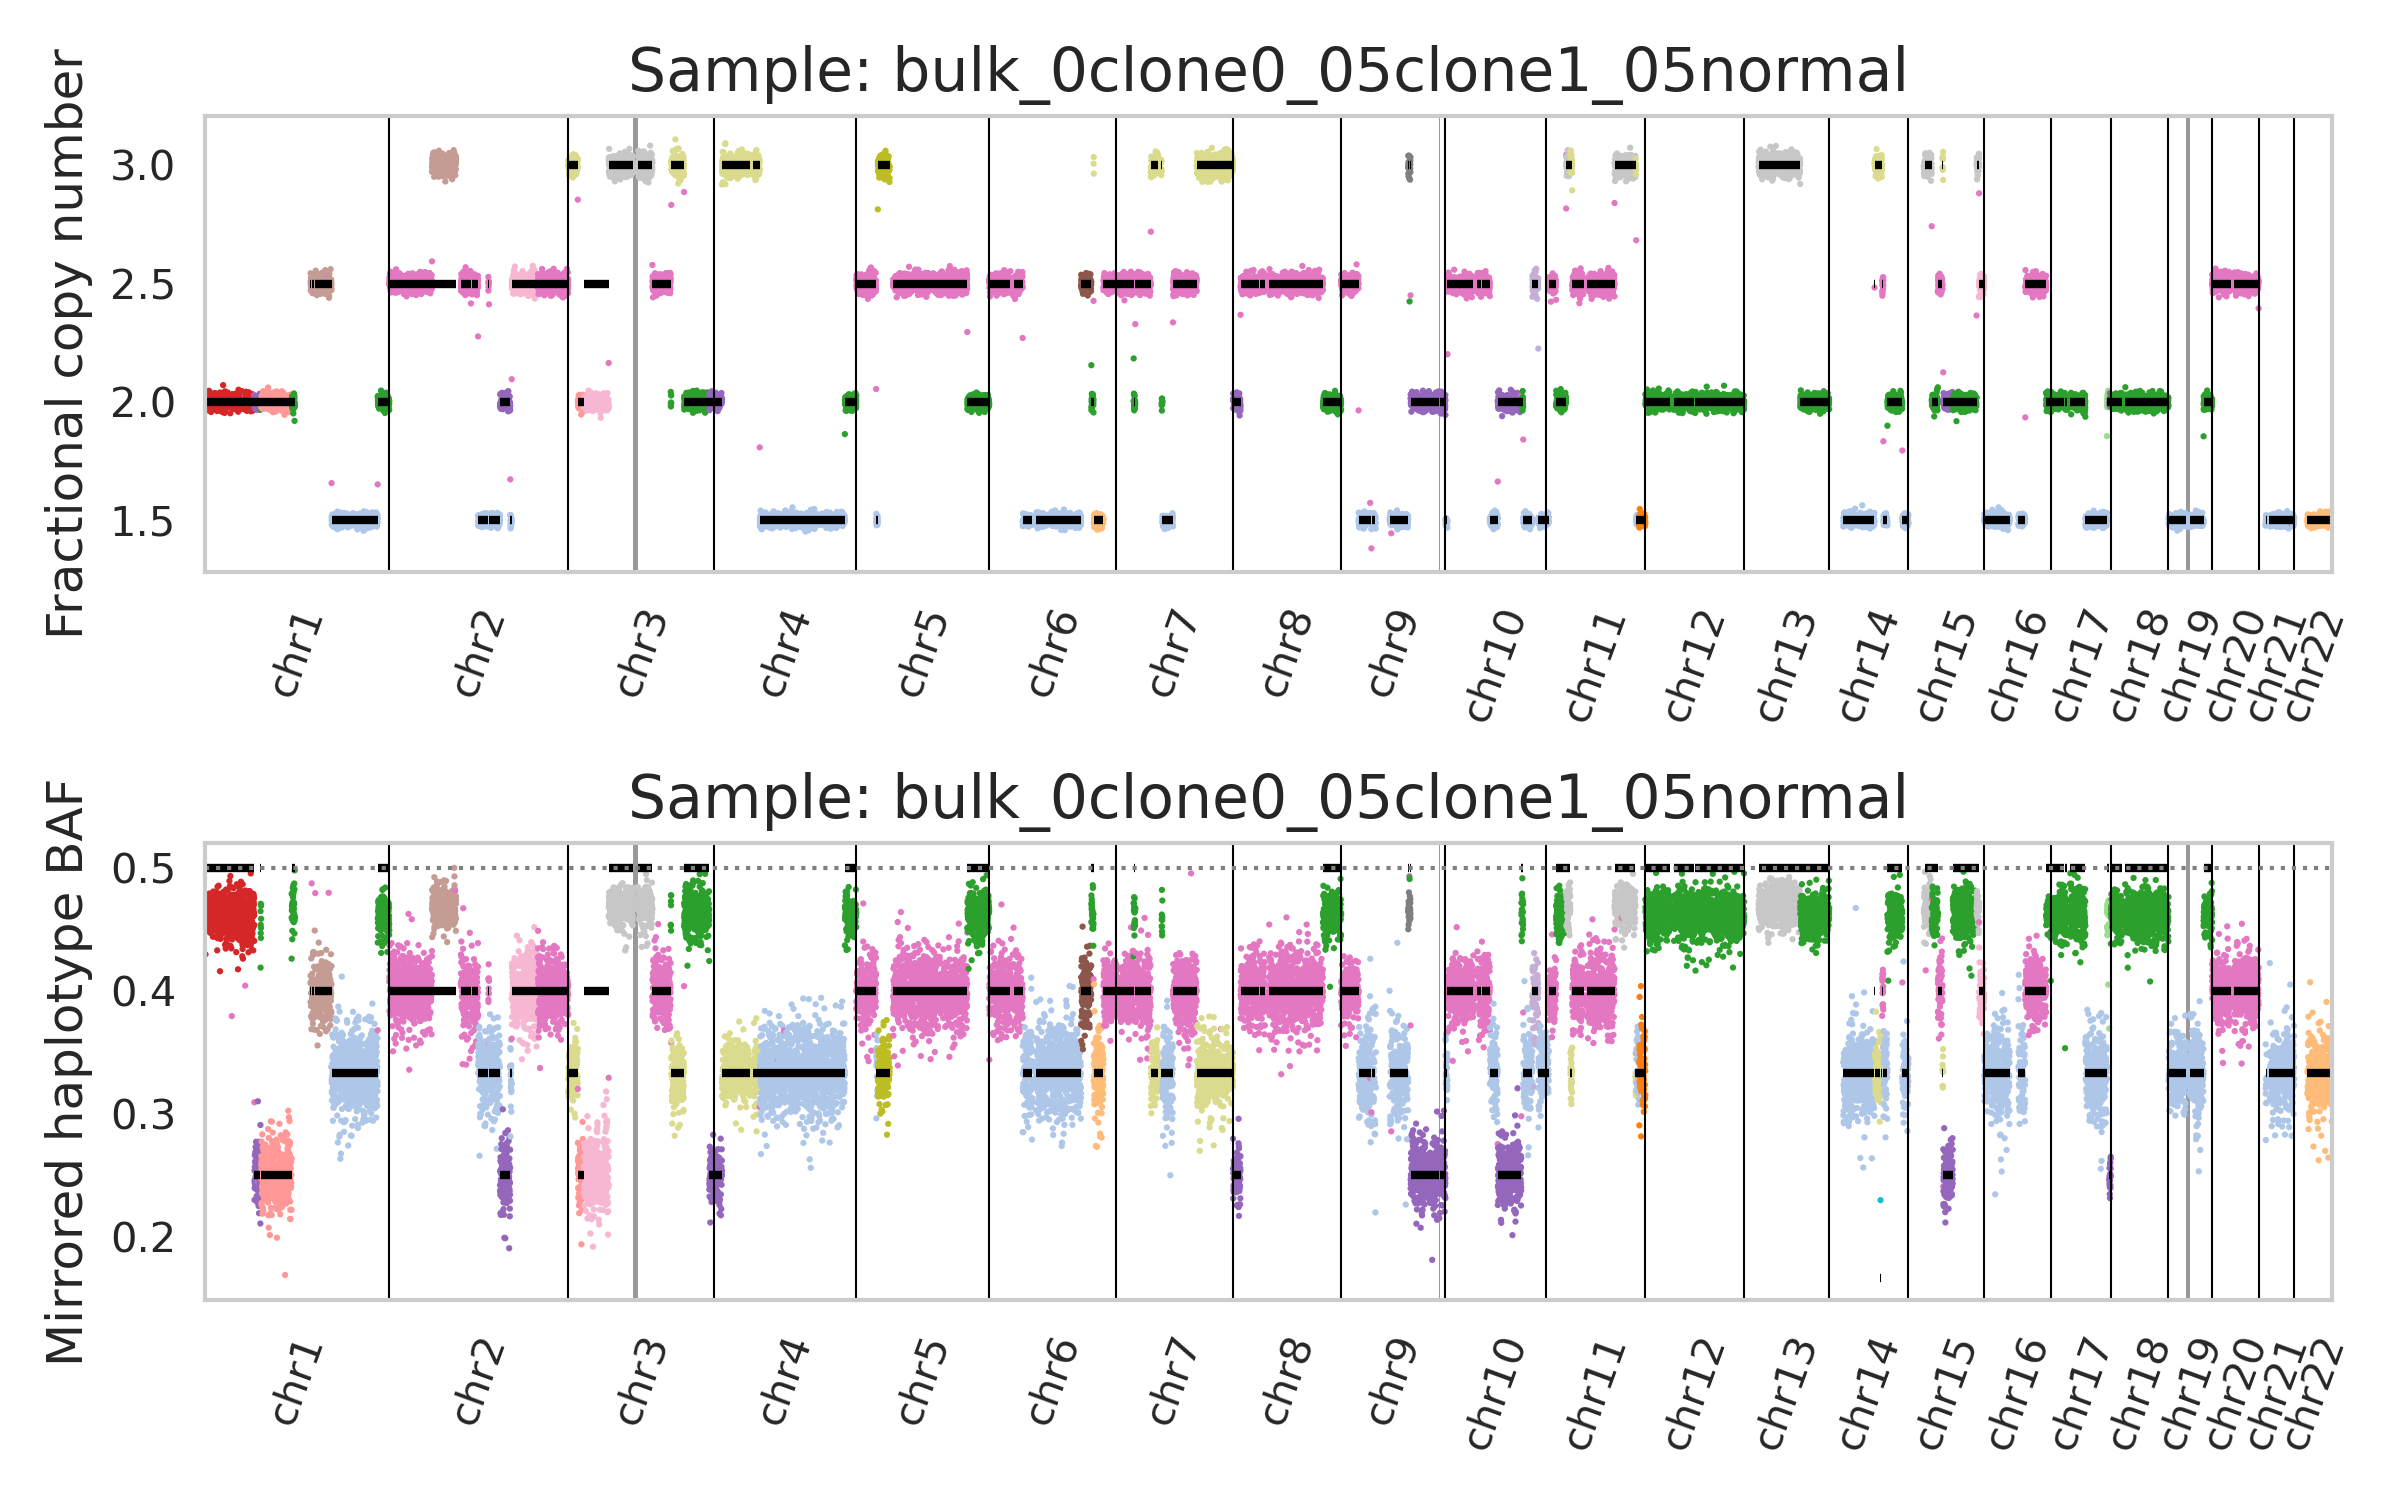 Sample: bulk_0clone0_05clone1_05normal
Fractional copy number
3.0
2.5
2.0
1.5
chr1 chr2 chr3 chr4 chr5 chr6 chr7 chr8 chr9 chr10 chr11 chr12 chr13 chr14 chr15 chr16 chr17 chr18 chr19 chr20 chr21 chr22
Sample: bulk_0clone0_05clone1_05normal
Mirrored haplotype BAF
0.5
0.4
0.3
0.2
chr1 chr2 chr3 chr4 chr5 chr6 chr7 chr8 chr9 chr10 chr11 chr12 chr13 chr14 chr15 chr16 chr17 chr18 chr19 chr20 chr21 chr22